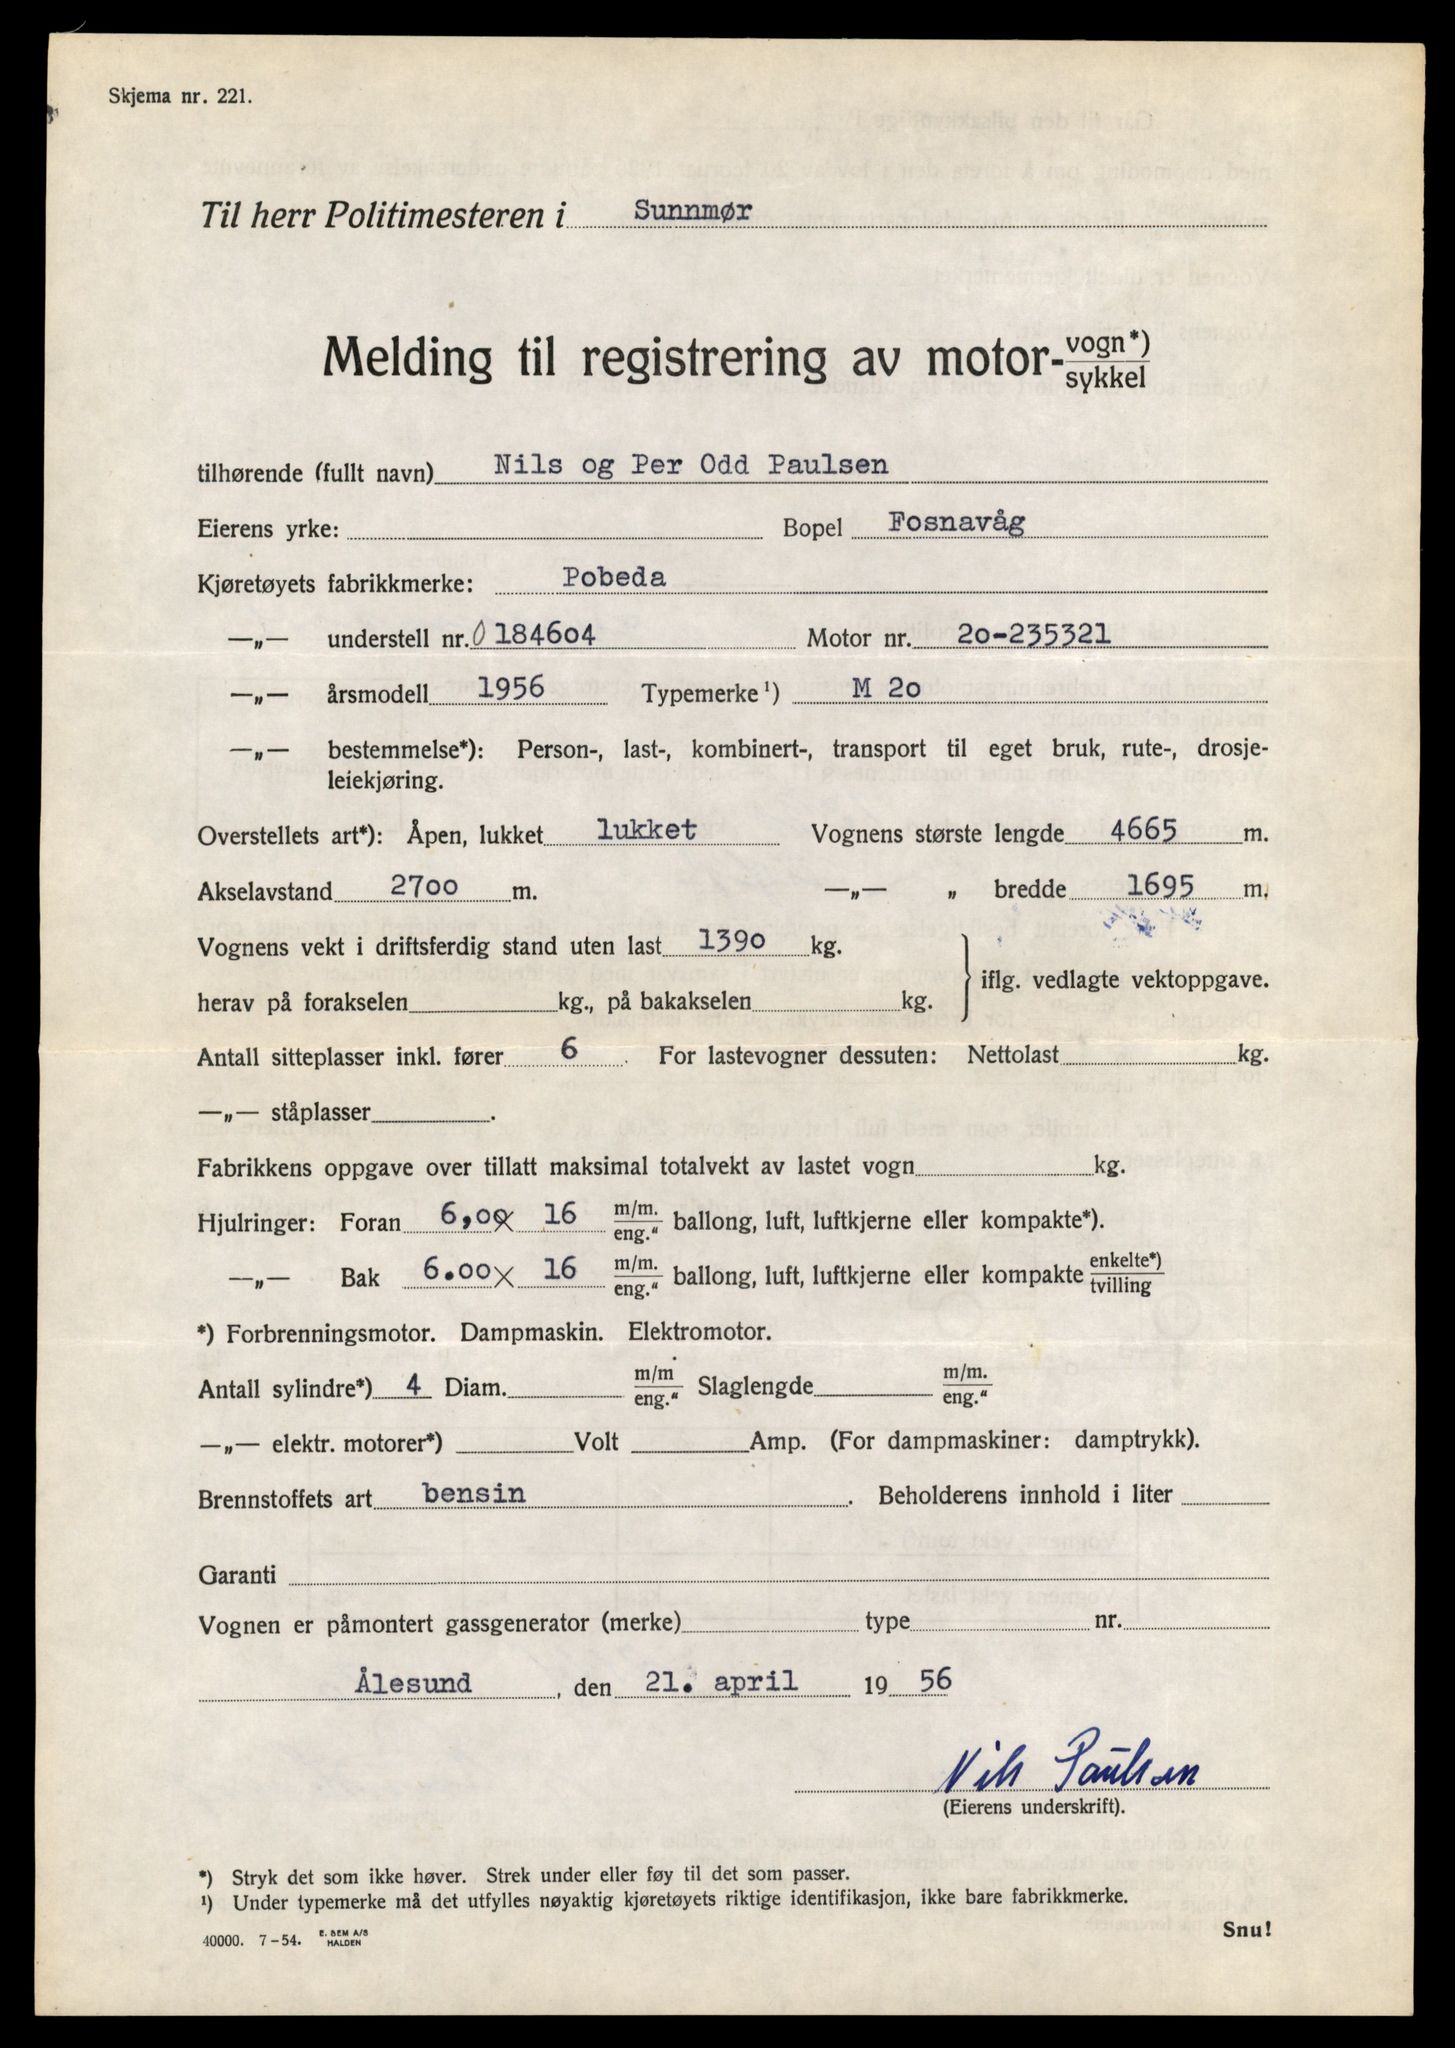 Skjema nr. 221.
Til herr Politimesteren i Sunnmør
Melding til registrering av motor-vogn*)
sykkel
tilhørende (fullt navn) Nils og Per Odd Paulsen
Eierens yrke: Bopel Fosnavåg
Kjøretøyets fabrikkmerke: Pobeda
—„— understell nr. 0184604 Motor nr. 20-235321
—„— årsmodell 1956 Typemerke¹) M 20
—„— bestemmelse*): Person-, last-, kombinert-, transport til eget bruk, rute-, drosje-
leiekjøring.
Overstellets art*): Åpen, lukket lukket Vognens største lengde 4665 m.
Akselavstand 2700 m. —„— „ bredde 1695 m.
Vognens vekt i driftsferdig stand uten last 1390 kg.
iflg. vedlagte vektoppgave.
herav på forakselen kg., på bakakselen kg.
Antall sitteplasser inkl. fører 6 . For lastevogner dessuten: Nettolast kg.
—„— ståplasser .
Fabrikkens oppgave over tillatt maksimal totalvekt av lastet vogn kg.
Hjulringer: Foran 6,00x 16 m/m. eng.“ ballong, luft, luftkjerne eller kompakte*).
—„— Bak 6.00x 16 m/m. eng.“ ballong, luft, luftkjerne eller kompakte enkelte*) tvilling
*) Forbrenningsmotor. Dampmaskin. Elektromotor.
Antall sylindre*) 4 Diam. m/m eng.“ Slaglengde m/m. eng.“
—„— elektr. motorer*) Volt Amp. (For dampmaskiner: damptrykk).
Brennstoffets art bensin . Beholderens innhold i liter
Garanti
Vognen er påmontert gassgenerator (merke) type nr.
Ålesund , den 21. april 19 56
Nils Paulsen
(Eierens underskrift).
*) Stryk det som ikke høver. Strek under eller føy til det som passer.
¹) Under typemerke må det utfylles nøyaktig kjøretøyets riktige identifikasjon, ikke bare fabrikkmerke.
Snu!
40000. 7-54. E. SEM A/S
HALDEN